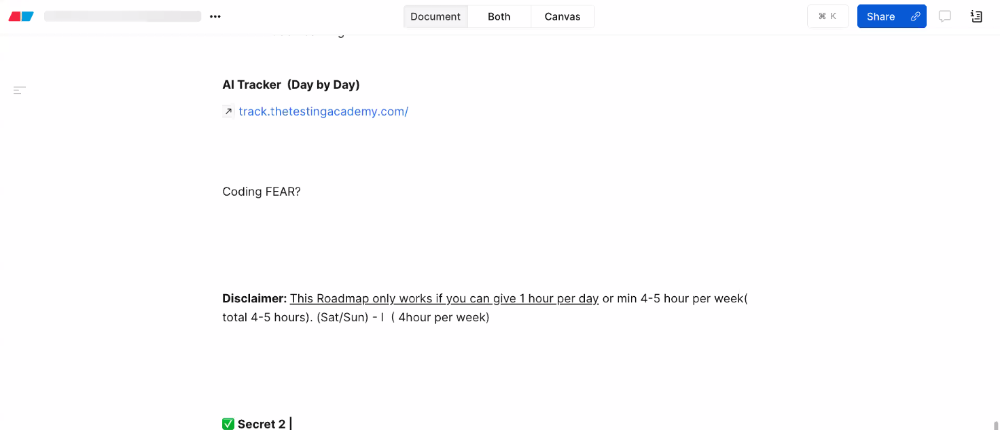 Document
Both
Canvas
⌘ K
Share
AI Tracker (Day by Day)
track.thetestingacademy.com/
Coding FEAR?
Disclaimer: This Roadmap only works if you can give 1 hour per day or min 4-5 hour per week(
total 4-5 hours). (Sat/Sun) - I ( 4hour per week)
✅ Secret 2